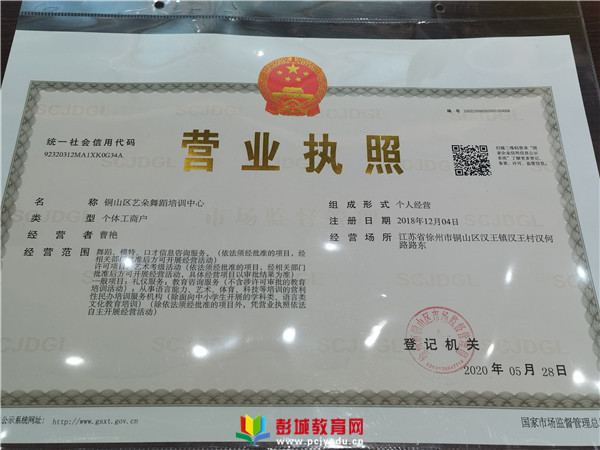 统一社会信用代码
92320312MA1XK0G34A
营业执照
编 号
扫描二维码登录“国
家企业信用信息公示
系统”了解更多登记、
备案、许可、监管信息。
名 称 铜山区艺朵舞蹈培训中心
类 型 个体工商户
经 营 者 曹艳
经 营 范 围 舞蹈、模特、口才信息咨询服务。(依法须经批准的项目,经
相关部门批准后方可开展经营活动)
许可项目:艺术考级活动(依法须经批准的项目,经相关部门
批准后方可开展经营活动,具体经营项目以审批结果为准)
一般项目:礼仪服务;教育咨询服务(不含涉许可审批的教育
培训活动);从事语言能力、艺术、体育、科技等培训的营利
性民办培训服务机构(除面向中小学生开展的学科类、语言类
文化教育培训)(除依法须经批准的项目外,凭营业执照依法
自主开展经营活动)
组 成 形 式 个人经营
注 册 日 期 2018年12月04日
经 营 场 所 江苏省徐州市铜山区汉王镇汉王村汉何
路路东
登 记 机 关
2020 年 05 月 28 日
公示系统网址: http://www.gsxt.gov.cn
国家市场监督管理总
彭城教育网
www.pcjyedu.cn